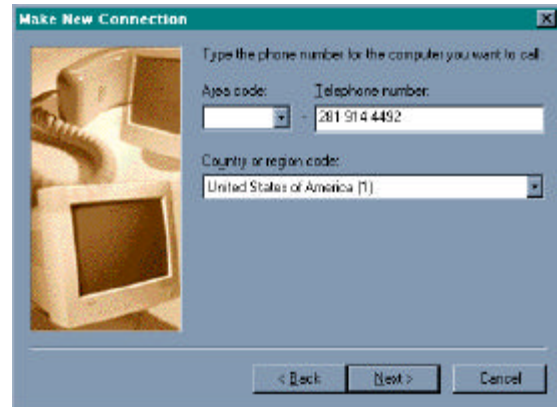 Make New Connection
Type the phone number for the computer you want to call:
Area code: Telephone number:
- 281 914 4492
Country or region code:
United States of America (1)
< Back Next > Cancel